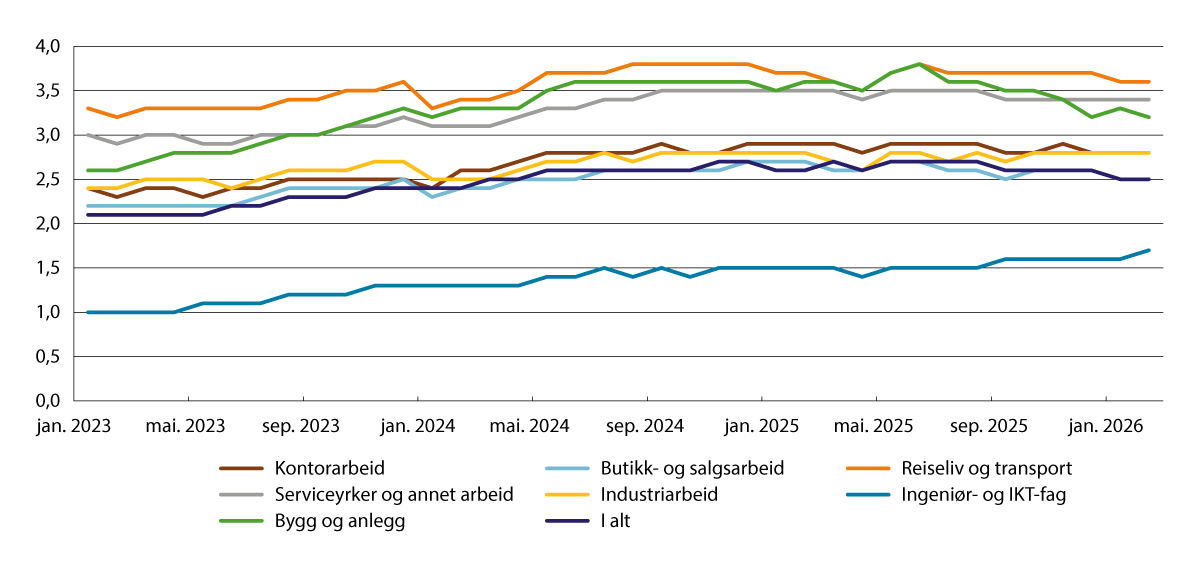 4,0
3,5
3,0
2,5
2,0
1,5
1,0
0,5
0,0
jan. 2023 mai. 2023 sep. 2023 jan. 2024 mai. 2024 sep. 2024 jan. 2025 mai. 2025 sep. 2025 jan. 2026
Kontorarbeid Butikk- og salgsarbeid Reiseliv og transport
Serviceyrker og annet arbeid Industriarbeid Ingeniør- og IKT-fag
Bygg og anlegg I alt